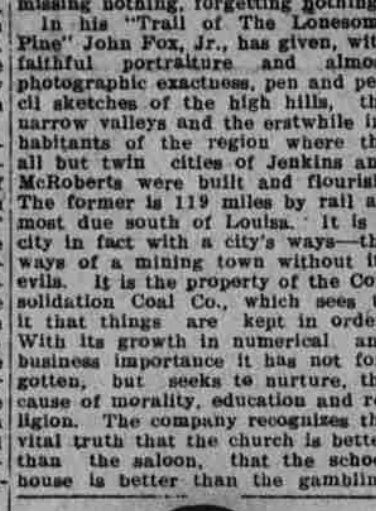 missing nothing, forgetting nothing
In his "Trail of The Lonesom
Pine" John Fox, Jr., has given, wit
faithful portraiture and almo
photographic exactness, pen and pe
cil sketches of the high hills, th
narrow valleys and the erstwhile i
habitants of the region where th
all but twin cities of Jenkins an
McRoberts were built and flouris
The former is 119 miles by rail a
most due south of Louisa. It is
city in fact with a city's ways—th
ways of a mining town without it
evils. It is the property of the Co
solidation Coal Co., which sees t
it that things are kept in orde
With its growth in numerical an
business importance it has not fo
gotten, but seeks to nurture, th
cause of morality, education and r
ligion. The company recognizes th
vital truth that the church is bette
than the saloon, that the schoo
house is better than the gamblin